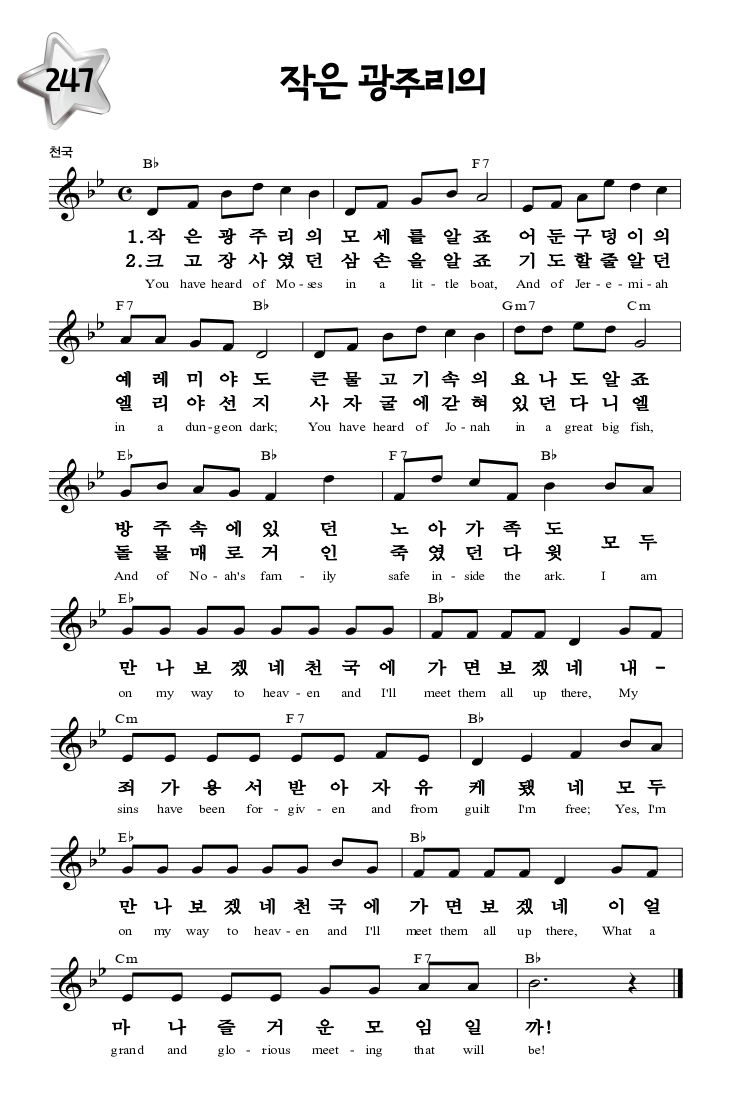 247
작은 광주리의
천국
B♭ F7
1.작 은 광 주 리 의 모 세 를 알 죠 어 둔 구 덩 이 의
2.크 고 장 사 였 던 삼 손 을 알 죠 기 도 할 줄 알 던
You have heard of Mo - ses in a lit - tle boat, And of Jer - e - mi - ah
F7 B♭ Gm7 Cm
예 레 미 야 도 큰 물 고 기 속 의 요 나 도 알 죠
엘 리 야 선 지 사 자 굴 에 갇 혀 있 던 다 니 엘
in a dun-geon dark; You have heard of Jo - nah in a great big fish,
E♭ B♭ F7 B♭
방 주 속 에 있 던 노 아 가 족 도 모 두
돌 물 매 로 거 인 죽 였 던 다 윗
And of No - ah's fam - ily safe in - side the ark. I am
E♭ B♭
만 나 보 겠 네 천 국 에 가 면 보 겠 네 내 -
on my way to heav - en and I'll meet them all up there, My
Cm F7 B♭
죄 가 용 서 받 아 자 유 케 됐 네 모 두
sins have been for - giv - en and from guilt I'm free; Yes, I'm
E♭ B♭
만 나 보 겠 네 천 국 에 가 면 보 겠 네 이 얼
on my way to heav - en and I'll meet them all up there, What a
Cm F7 B♭
마 나 즐 거 운 모 임 일 까!
grand and glo - rious meet - ing that will be!